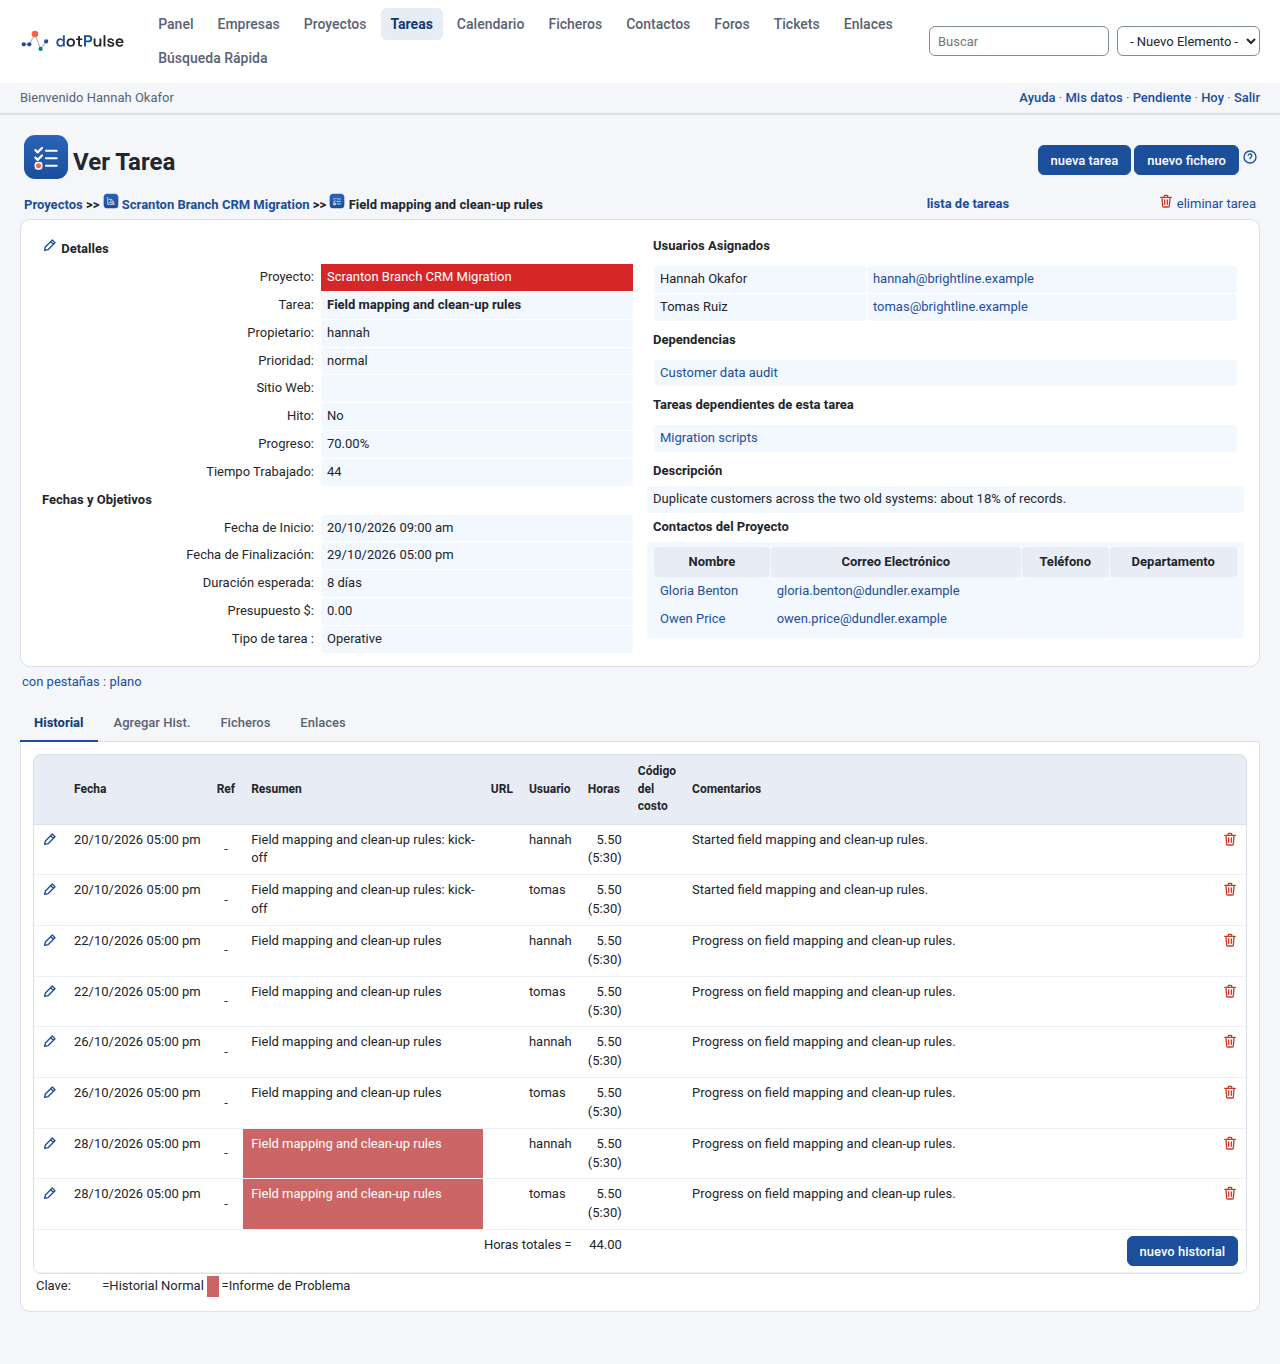 dotPulse
Panel Empresas Proyectos Tareas Calendario Ficheros Contactos Foros Tickets Enlaces
Búsqueda Rápida
Buscar
- Nuevo Elemento -
Bienvenido Hannah Okafor
Ayuda · Mis datos · Pendiente · Hoy · Salir
Ver Tarea
nueva tarea nuevo fichero
Proyectos >> Scranton Branch CRM Migration >> Field mapping and clean-up rules
lista de tareas
eliminar tarea
Detalles
Proyecto: Scranton Branch CRM Migration
Tarea: Field mapping and clean-up rules
Propietario: hannah
Prioridad: normal
Sitio Web:
Hito: No
Progreso: 70.00%
Tiempo Trabajado: 44
Fechas y Objetivos
Fecha de Inicio: 20/10/2026 09:00 am
Fecha de Finalización: 29/10/2026 05:00 pm
Duración esperada: 8 días
Presupuesto $: 0.00
Tipo de tarea : Operative
Usuarios Asignados
Hannah Okafor hannah@brightline.example
Tomas Ruiz tomas@brightline.example
Dependencias
Customer data audit
Tareas dependientes de esta tarea
Migration scripts
Descripción
Duplicate customers across the two old systems: about 18% of records.
Contactos del Proyecto
Nombre Correo Electrónico Teléfono Departamento
Gloria Benton gloria.benton@dundler.example
Owen Price owen.price@dundler.example
con pestañas : plano
Historial Agregar Hist. Ficheros Enlaces
Fecha Ref Resumen URL Usuario Horas Código del costo Comentarios
20/10/2026 05:00 pm - Field mapping and clean-up rules: kick-off hannah 5.50 (5:30) Started field mapping and clean-up rules.
20/10/2026 05:00 pm - Field mapping and clean-up rules: kick-off tomas 5.50 (5:30) Started field mapping and clean-up rules.
22/10/2026 05:00 pm - Field mapping and clean-up rules hannah 5.50 (5:30) Progress on field mapping and clean-up rules.
22/10/2026 05:00 pm - Field mapping and clean-up rules tomas 5.50 (5:30) Progress on field mapping and clean-up rules.
26/10/2026 05:00 pm - Field mapping and clean-up rules hannah 5.50 (5:30) Progress on field mapping and clean-up rules.
26/10/2026 05:00 pm - Field mapping and clean-up rules tomas 5.50 (5:30) Progress on field mapping and clean-up rules.
28/10/2026 05:00 pm - Field mapping and clean-up rules hannah 5.50 (5:30) Progress on field mapping and clean-up rules.
28/10/2026 05:00 pm - Field mapping and clean-up rules tomas 5.50 (5:30) Progress on field mapping and clean-up rules.
Horas totales = 44.00
nuevo historial
Clave: =Historial Normal =Informe de Problema